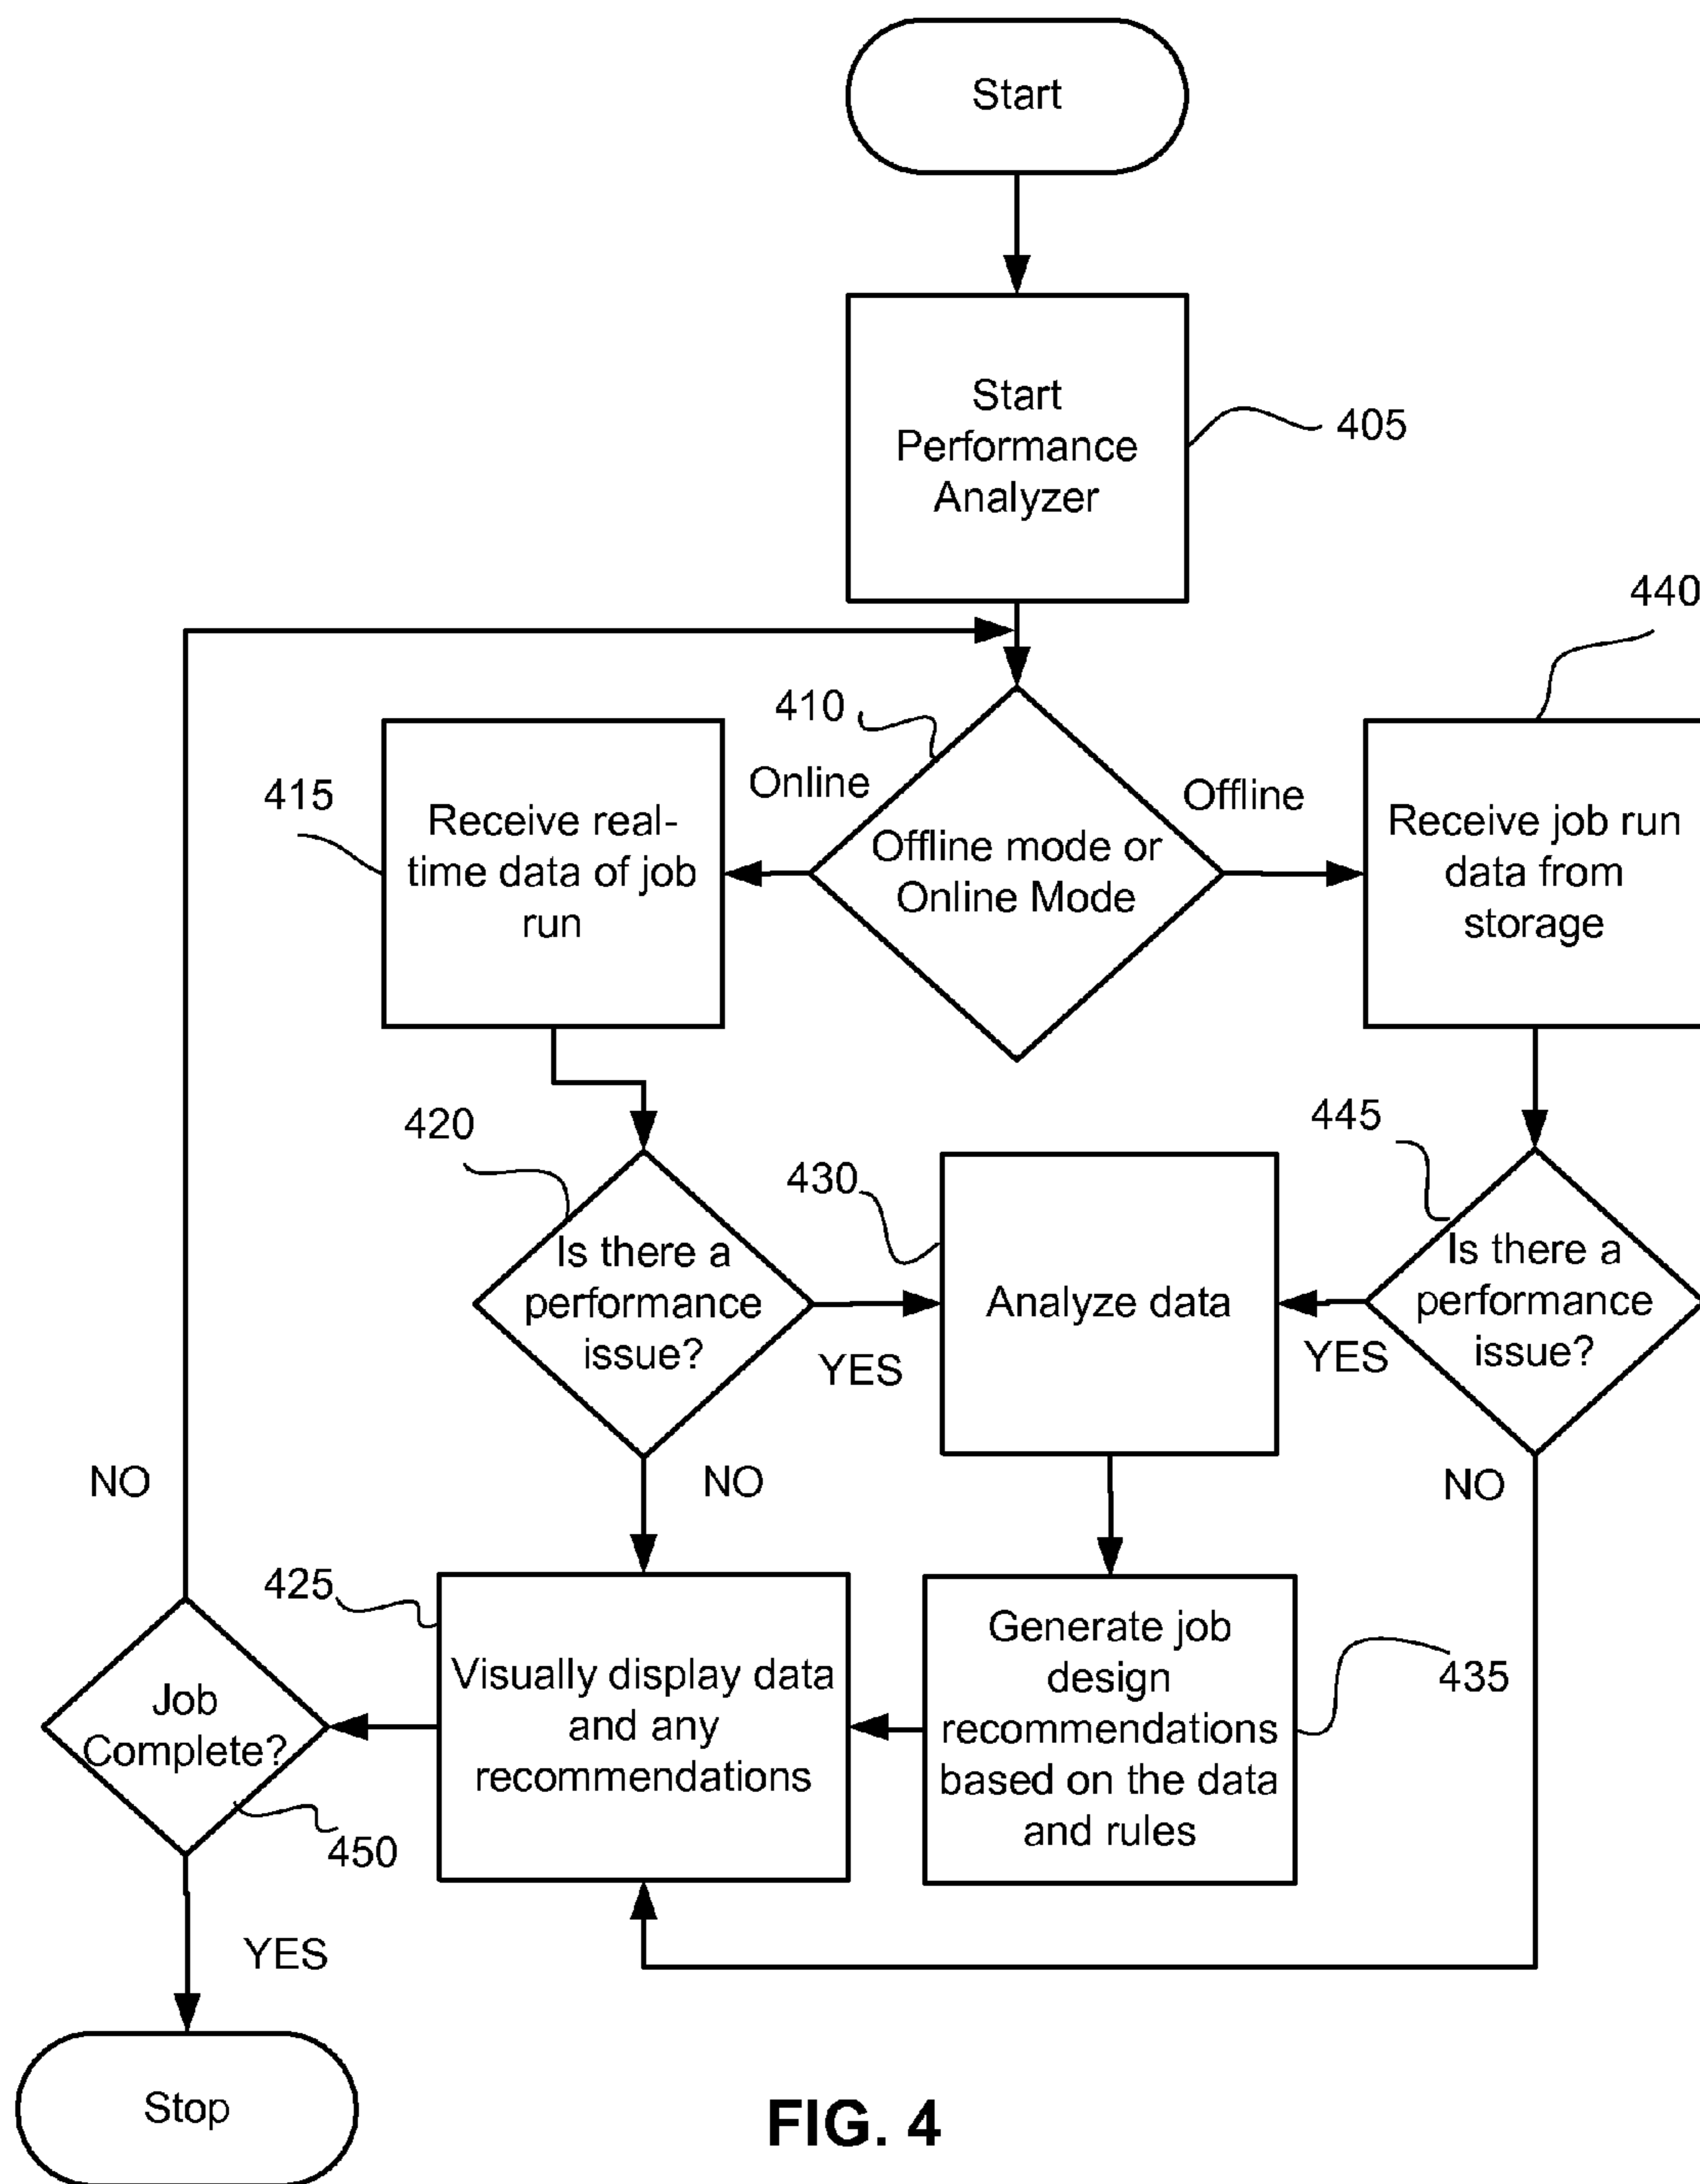 Start
Start
Performance
Analyzer
405
440
410
Online
Offline
415
Receive real-
time data of job
run
Offline mode or
Online Mode
Receive job run
data from
storage
420
430
445
Is there a
performance
issue?
YES
Analyze data
Is there a
performance
issue?
YES
NO
NO
NO
425
Visually display data
and any
recommendations
Generate job
design
recommendations
based on the data
and rules
435
Job
Complete?
450
YES
Stop
FIG. 4